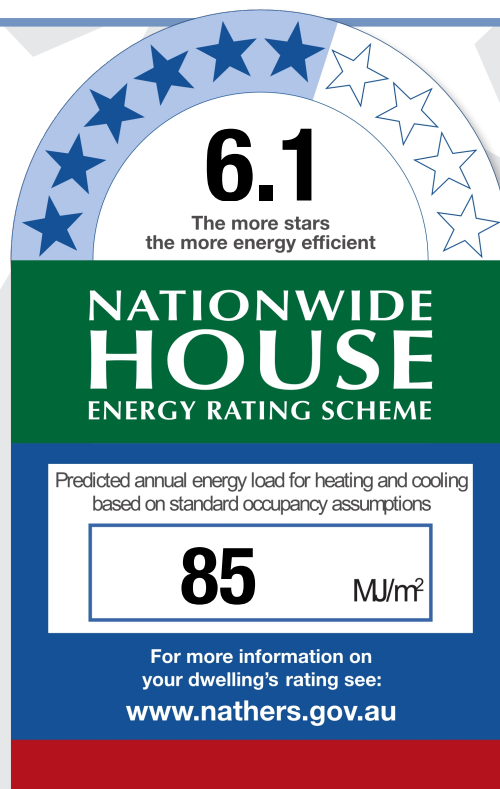 6.1
The more stars
the more energy efficient
NATIONWIDE
HOUSE
ENERGY RATING SCHEME
Predicted annual energy load for heating and cooling
based on standard occupancy assumptions
85 MJ/m²
For more information on
your dwelling's rating see:
www.nathers.gov.au